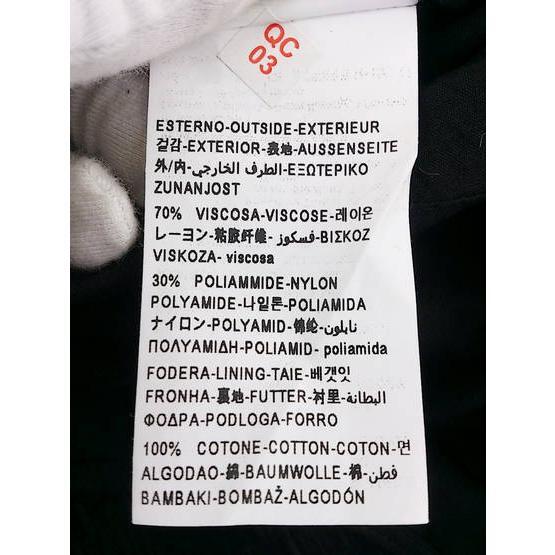 QC
03
ESTERNO-OUTSIDE-EXTERIEUR
겉감-EXTERIOR-裏地-AUSSENSEITE
外/内-الطرف الخارجي-ΕΞΩΤΕΡΙΚΟ
ZUNANJOST
70% VISCOSA-VISCOSE-레이온
レーヨン-粘胶纤维-فسكوز-ΒΙΣΚΟΖ
VISKOZA-viscosa
30% POLIAMMIDE-NYLON
POLYAMIDE-나일론-POLIAMIDA
ナイロン-POLYAMID-锦纶-نايلون
ΠΟΛΥΑΜΙΔΗ-POLIAMID-poliamida
FODERA-LINING-TAIE-베갯잇
FRONHA-裏地-FUTTER-衬里-البطانة
ΦΟΔΡΑ-PODLOGA-FORRO
100% COTONE-COTTON-COTON-면
ALGODAO-綿-BAUMWOLLE-棉-قطن
BAMBAKI-BOMBAŽ-ALGODÓN